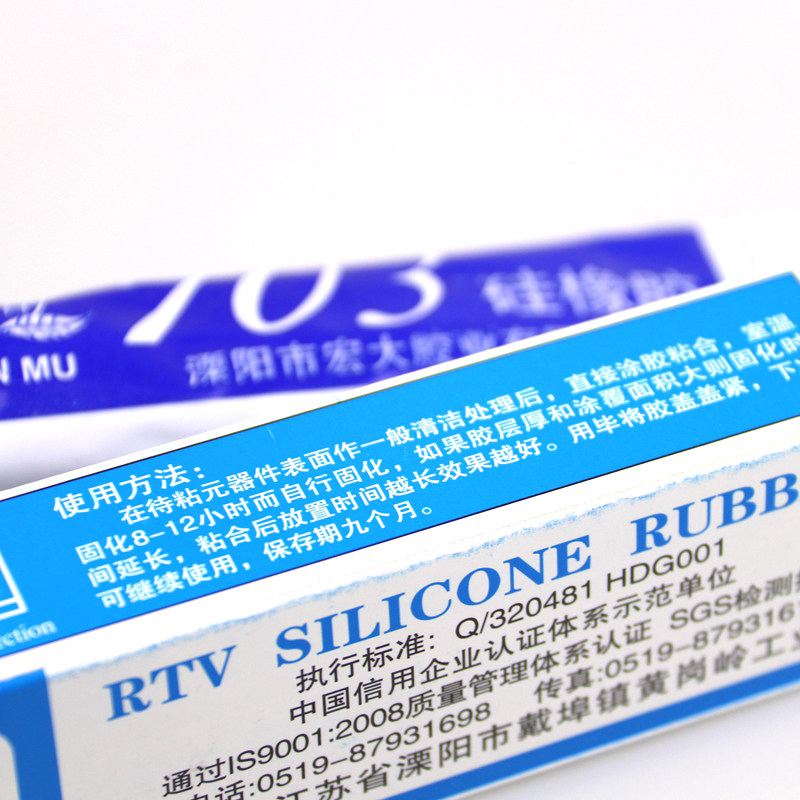 703 硅橡胶
N MU
溧阳市宏大胶业有
使用方法：
在待粘元器件表面作一般清洁处理后，直接涂胶粘合，室温
固化8-12小时而自行固化，如果胶层厚和涂覆面积大则固化时
间延长，粘合后放置时间越长效果越好。用毕将胶盖盖紧，下
可继续使用，保存期九个月。
ection
RTV SILICONE RUBB
执行标准：Q/320481 HDG001
中国信用企业认证体系示范单位
通过IS9001:2008质量管理体系认证 SGS检测
电话:0519-87931698 传真:0519-8793161
江苏省溧阳市戴埠镇黄岗岭工业